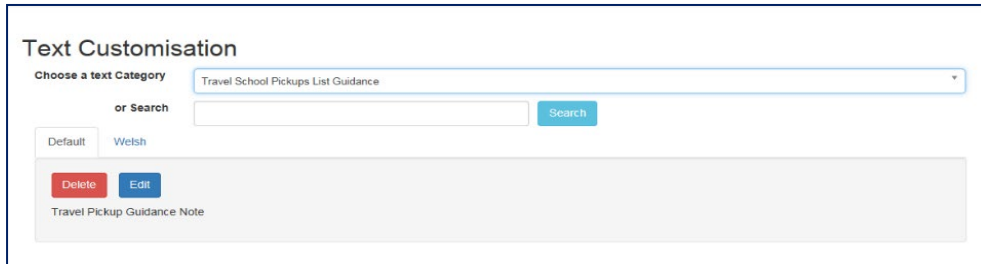 Text Customisation
Choose a text Category Travel School Pickups List Guidance
or Search Search
Default Welsh
Delete Edit
Travel Pickup Guidance Note